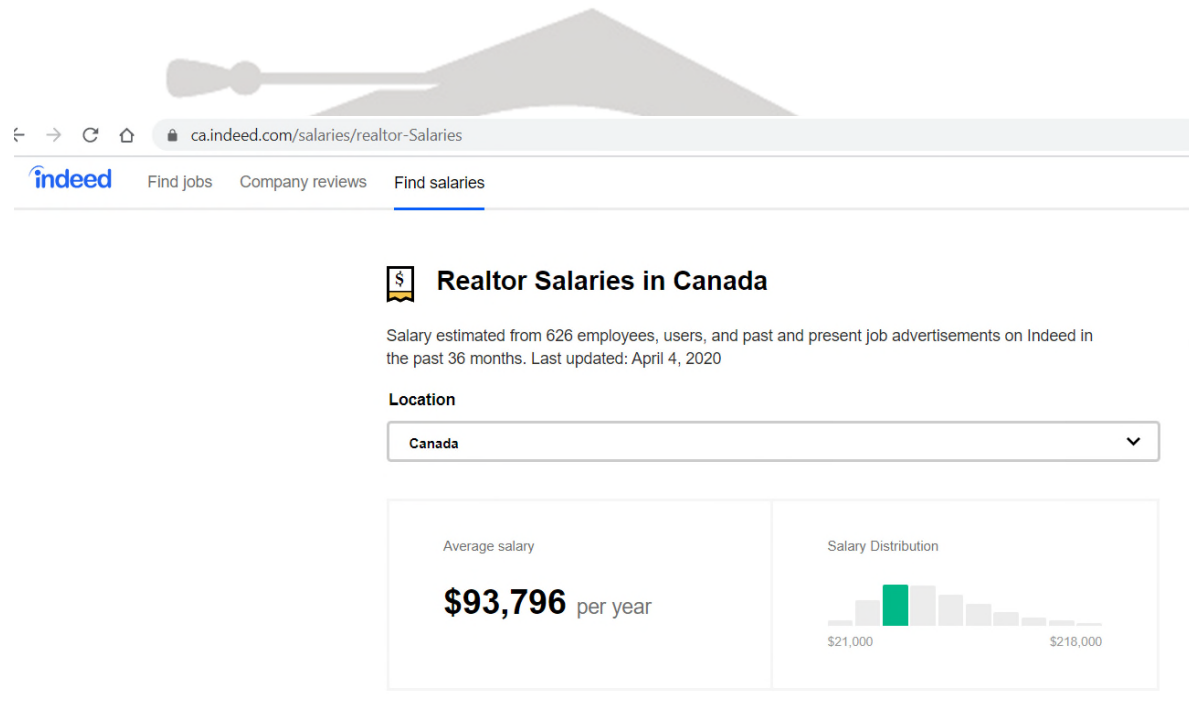 ca.indeed.com/salaries/realtor-Salaries
indeed Find jobs Company reviews Find salaries
$ Realtor Salaries in Canada
Salary estimated from 626 employees, users, and past and present job advertisements on Indeed in
the past 36 months. Last updated: April 4, 2020
Location
Canada
Average salary
$93,796 per year
Salary Distribution
$21,000 $218,000